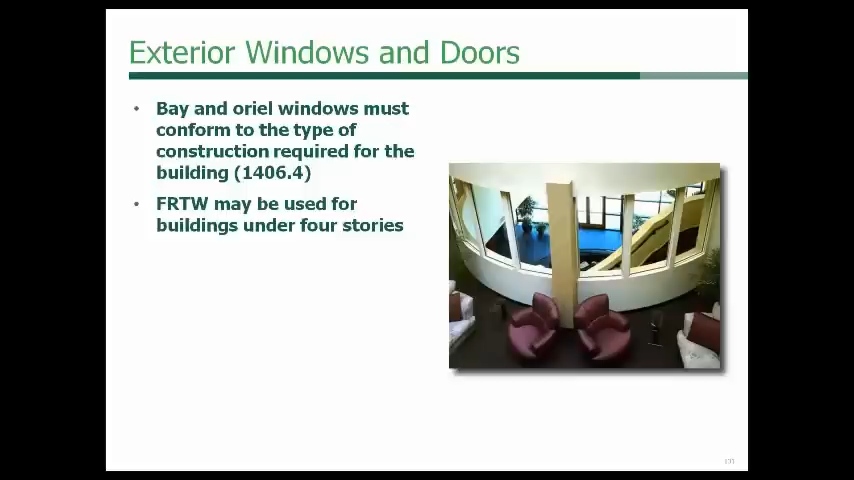 Exterior Windows and Doors
• Bay and oriel windows must
conform to the type of
construction required for the
building (1406.4)
• FRTW may be used for
buildings under four stories